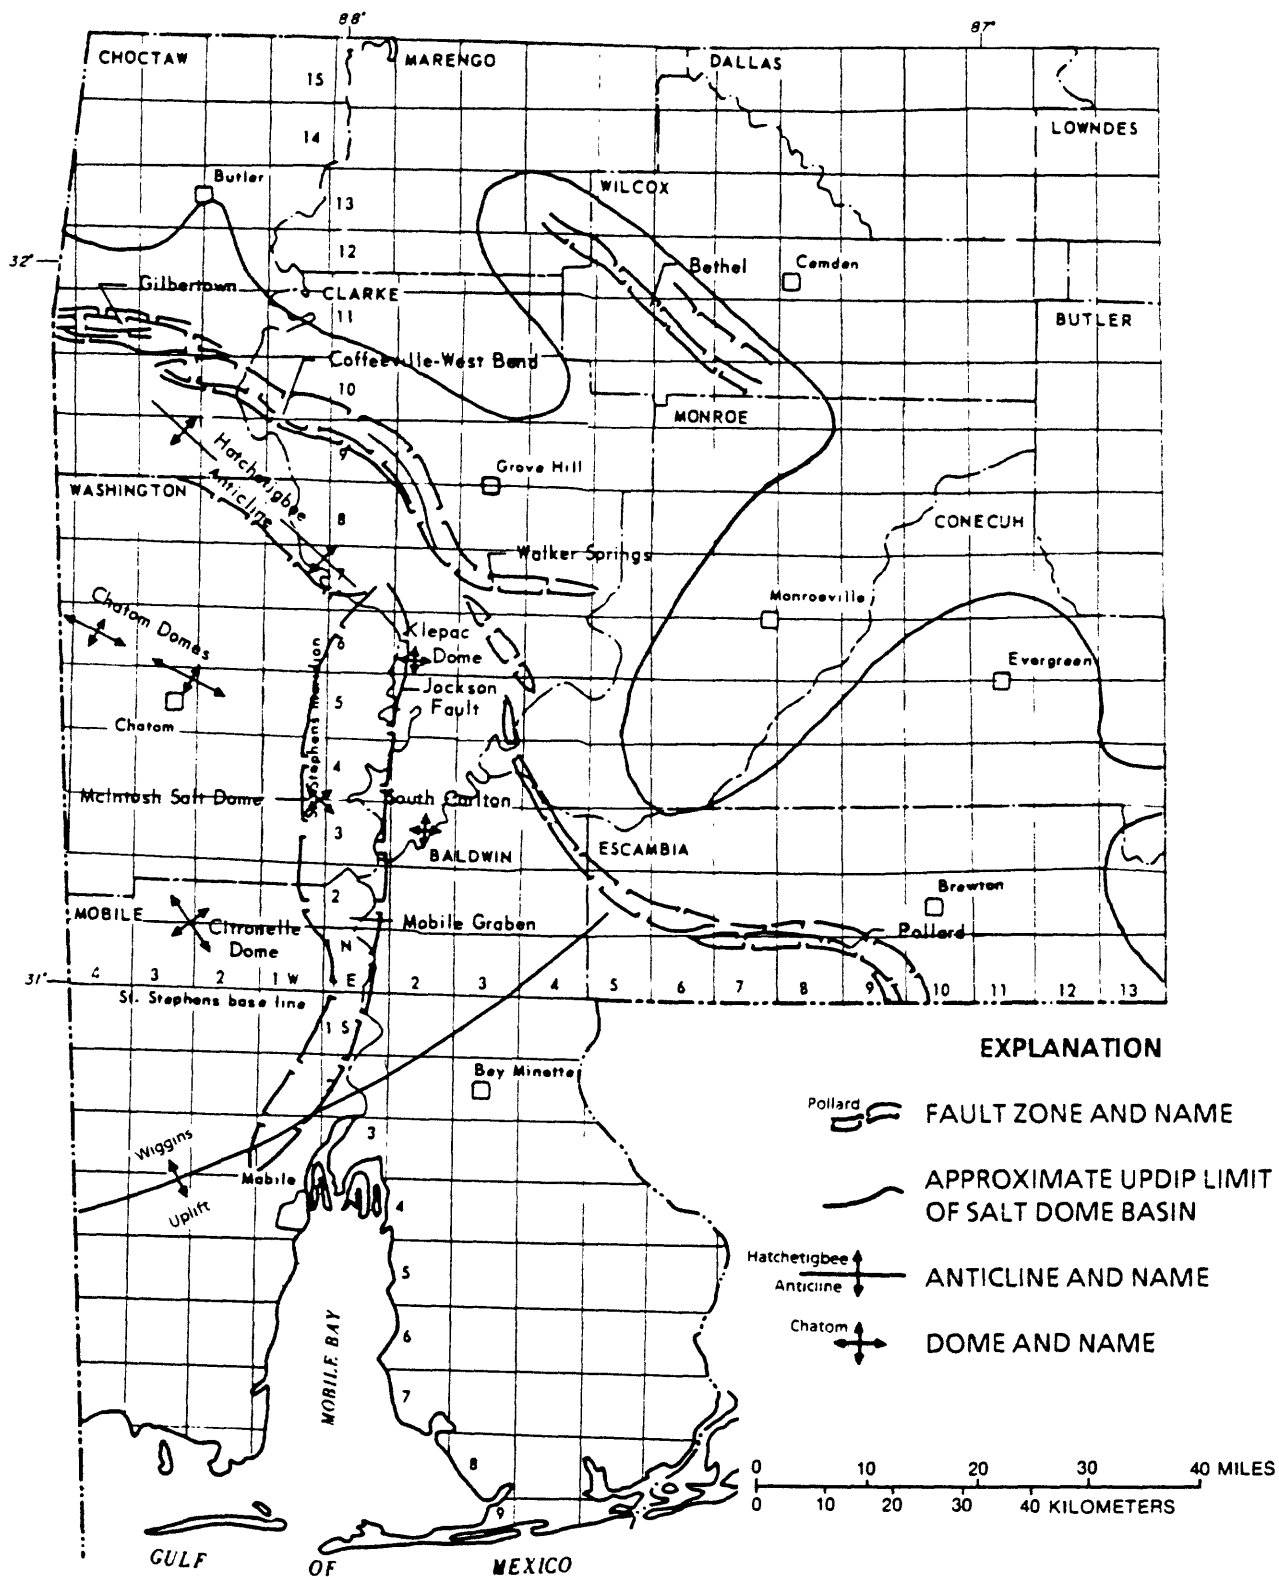 88°
87°
CHOCTAW
MARENGO
DALLAS
15
LOWNDES
14
Butler
WILCOX
13
12
32°
Bethel
Camden
Gilbertown
CLARKE
11
BUTLER
Coffeeville-West Bend
10
MONROE
Hatchetigbee
Anticline
9
Grove Hill
WASHINGTON
8
CONECUH
Walker Springs
7
Chatom Domes
Monroeville
6
Klepac
Dome
Evergreen
Jackson
Fault
5
Chatom
St. Stephens meridian
4
McIntosh Salt Dome
South Carlton
3
BALDWIN
ESCAMBIA
2
Brewton
MOBILE
Citronelle
Dome
Mobile Graben
Pollard
N
31°
4 3 2 1 W E 2 3 4 5 6 7 8 9 10 11 12 13
St. Stephens base line
1 S
EXPLANATION
Bay Minette
2
Pollard
FAULT ZONE AND NAME
3
Wiggins
Uplift
Mobile
4
APPROXIMATE UPDIP LIMIT
OF SALT DOME BASIN
5
Hatchetigbee
Anticline
ANTICLINE AND NAME
6
Chatom
DOME AND NAME
MOBILE BAY
7
8
0 10 20 30 40 MILES
0 10 20 30 40 KILOMETERS
9
GULF OF MEXICO